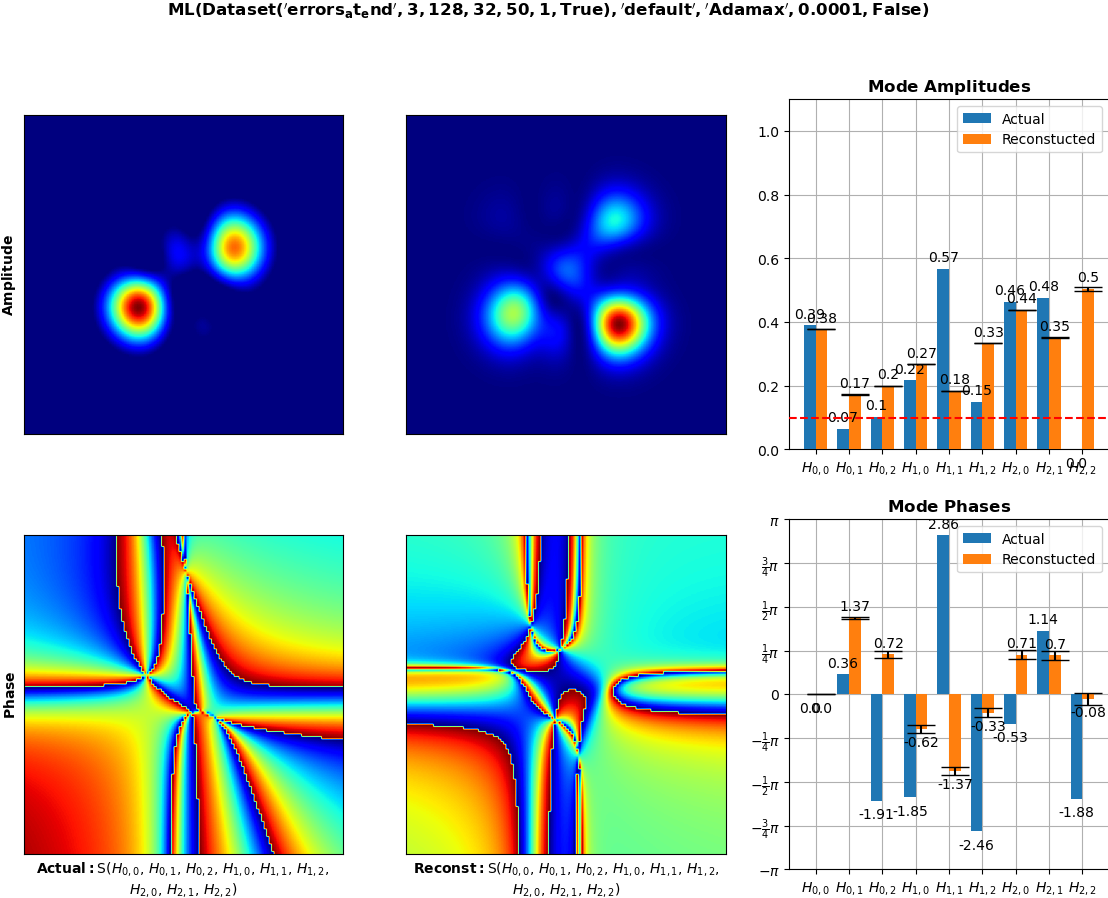 ML(Dataset('errorsatend', 3, 128, 32, 50, 1, True), 'default', 'Adamax', 0.0001, False)
Amplitude
Mode Amplitudes
Actual
Reconstucted
1.0
0.8
0.6
0.4
0.2
0.0
0.39
0.38
0.07
0.17
0.1
0.2
0.22
0.27
0.57
0.18
0.15
0.33
0.46
0.44
0.48
0.35
0.0
0.5
H0,0 H0,1 H0,2 H1,0 H1,1 H1,2 H2,0 H2,1 H2,2
Phase
Mode Phases
Actual
Reconstucted
π
3/4π
1/2π
1/4π
0
−1/4π
−1/2π
−3/4π
−π
0.0
0.0
0.36
1.37
-1.91
0.72
-1.85
-0.62
2.86
-1.37
-2.46
-0.33
-0.53
0.71
1.14
0.7
-1.88
-0.08
H0,0 H0,1 H0,2 H1,0 H1,1 H1,2 H2,0 H2,1 H2,2
Actual: S(H0,0, H0,1, H0,2, H1,0, H1,1, H1,2,
H2,0, H2,1, H2,2)
Reconst: S(H0,0, H0,1, H0,2, H1,0, H1,1, H1,2,
H2,0, H2,1, H2,2)